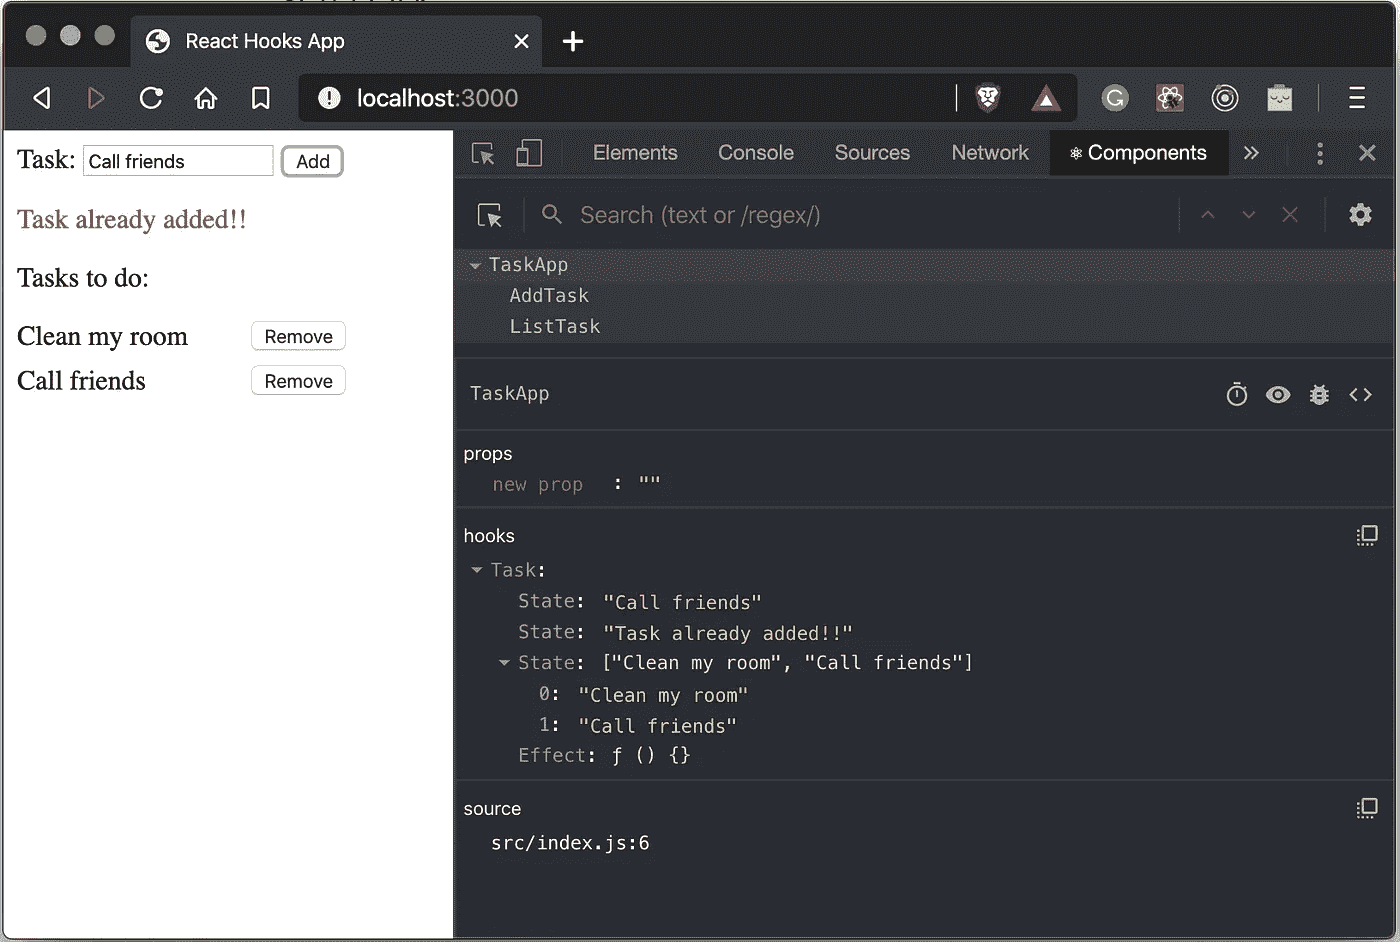 React Hooks App
localhost:3000
Task: Call friends Add
Task already added!!
Tasks to do:
Clean my room Remove
Call friends Remove
Elements Console Sources Network Components
Search (text or /regex/)
TaskApp
AddTask
ListTask
TaskApp
props
new prop : ""
hooks
Task:
State: "Call friends"
State: "Task already added!!"
State: ["Clean my room", "Call friends"]
0: "Clean my room"
1: "Call friends"
Effect: ƒ () {}
source
src/index.js:6